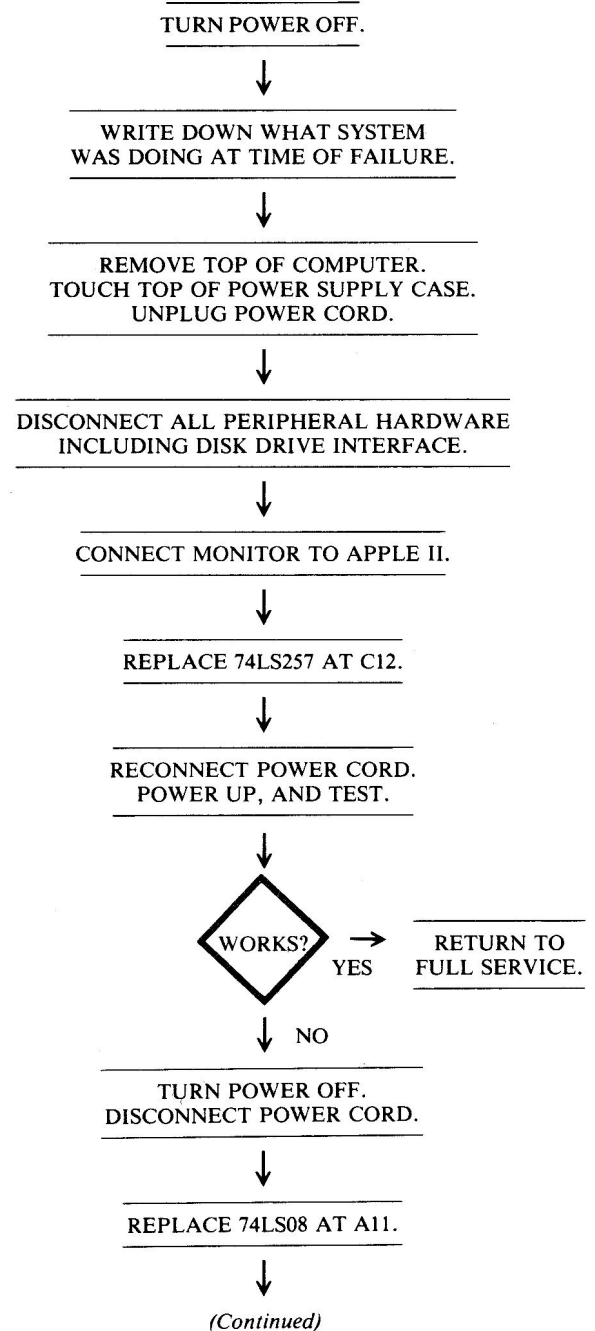 TURN POWER OFF.
WRITE DOWN WHAT SYSTEM
WAS DOING AT TIME OF FAILURE.
REMOVE TOP OF COMPUTER.
TOUCH TOP OF POWER SUPPLY CASE.
UNPLUG POWER CORD.
DISCONNECT ALL PERIPHERAL HARDWARE
INCLUDING DISK DRIVE INTERFACE.
CONNECT MONITOR TO APPLE II.
REPLACE 74LS257 AT C12.
RECONNECT POWER CORD.
POWER UP, AND TEST.
WORKS?
YES
RETURN TO
FULL SERVICE.
NO
TURN POWER OFF.
DISCONNECT POWER CORD.
REPLACE 74LS08 AT A11.
(Continued)